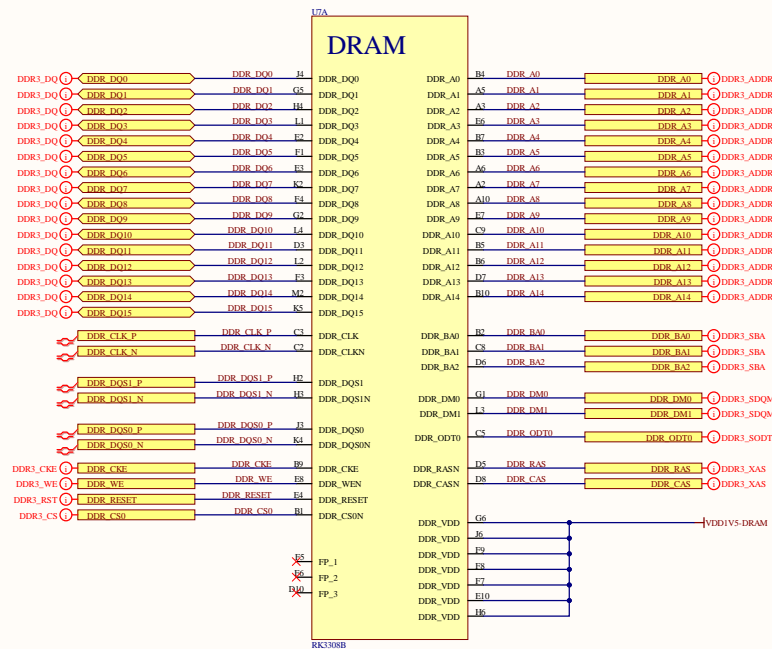 U7A
DRAM
DDR3_DQ i DDR_DQ0 DDR_DQ0 J4 DDR_DQ0 DDR_A0 B4 DDR_A0 DDR_A0 i DDR3_ADDR
DDR3_DQ i DDR_DQ1 DDR_DQ1 G5 DDR_DQ1 DDR_A1 A5 DDR_A1 DDR_A1 i DDR3_ADDR
DDR3_DQ i DDR_DQ2 DDR_DQ2 H4 DDR_DQ2 DDR_A2 A3 DDR_A2 DDR_A2 i DDR3_ADDR
DDR3_DQ i DDR_DQ3 DDR_DQ3 L1 DDR_DQ3 DDR_A3 E6 DDR_A3 DDR_A3 i DDR3_ADDR
DDR3_DQ i DDR_DQ4 DDR_DQ4 E2 DDR_DQ4 DDR_A4 B7 DDR_A4 DDR_A4 i DDR3_ADDR
DDR3_DQ i DDR_DQ5 DDR_DQ5 F1 DDR_DQ5 DDR_A5 B3 DDR_A5 DDR_A5 i DDR3_ADDR
DDR3_DQ i DDR_DQ6 DDR_DQ6 E3 DDR_DQ6 DDR_A6 A6 DDR_A6 DDR_A6 i DDR3_ADDR
DDR3_DQ i DDR_DQ7 DDR_DQ7 K2 DDR_DQ7 DDR_A7 A2 DDR_A7 DDR_A7 i DDR3_ADDR
DDR3_DQ i DDR_DQ8 DDR_DQ8 F4 DDR_DQ8 DDR_A8 A10 DDR_A8 DDR_A8 i DDR3_ADDR
DDR3_DQ i DDR_DQ9 DDR_DQ9 G2 DDR_DQ9 DDR_A9 E7 DDR_A9 DDR_A9 i DDR3_ADDR
DDR3_DQ i DDR_DQ10 DDR_DQ10 L4 DDR_DQ10 DDR_A10 C9 DDR_A10 DDR_A10 i DDR3_ADDR
DDR3_DQ i DDR_DQ11 DDR_DQ11 D3 DDR_DQ11 DDR_A11 B5 DDR_A11 DDR_A11 i DDR3_ADDR
DDR3_DQ i DDR_DQ12 DDR_DQ12 L2 DDR_DQ12 DDR_A12 B6 DDR_A12 DDR_A12 i DDR3_ADDR
DDR3_DQ i DDR_DQ13 DDR_DQ13 F3 DDR_DQ13 DDR_A13 D7 DDR_A13 DDR_A13 i DDR3_ADDR
DDR3_DQ i DDR_DQ14 DDR_DQ14 M2 DDR_DQ14 DDR_A14 B10 DDR_A14 DDR_A14 i DDR3_ADDR
DDR3_DQ i DDR_DQ15 DDR_DQ15 K5 DDR_DQ15
DDR_CLK_P DDR_CLK_P C3 DDR_CLK DDR_BA0 B2 DDR_BA0 DDR_BA0 i DDR3_SBA
DDR_CLK_N DDR_CLK_N C2 DDR_CLKN DDR_BA1 C8 DDR_BA1 DDR_BA1 i DDR3_SBA
DDR_BA2 D6 DDR_BA2 DDR_BA2 i DDR3_SBA
DDR_DQS1_P DDR_DQS1_P H2 DDR_DQS1
DDR_DQS1_N DDR_DQS1_N H3 DDR_DQS1N DDR_DM0 G1 DDR_DM0 DDR_DM0 i DDR3_SDQM
DDR_DM1 L3 DDR_DM1 DDR_DM1 i DDR3_SDQM
DDR_DQS0_P DDR_DQS0_P J3 DDR_DQS0 DDR_ODT0 C5 DDR_ODT0 DDR_ODT0 i DDR3_SODT
DDR_DQS0_N DDR_DQS0_N K4 DDR_DQS0N
DDR3_CKE i DDR_CKE DDR_CKE B9 DDR_CKE DDR_RASN D5 DDR_RAS DDR_RAS i DDR3_XAS
DDR3_WE i DDR_WE DDR_WE E8 DDR_WEN DDR_CASN D8 DDR_CAS DDR_CAS i DDR3_XAS
DDR3_RST i DDR_RESET DDR_RESET E4 DDR_RESET
DDR3_CS i DDR_CS0 DDR_CS0 B1 DDR_CS0N
DDR_VDD G6 VDD1V5-DRAM
DDR_VDD J6
DDR_VDD F9
E5 FP_1 DDR_VDD F8
FP_2 DDR_VDD F7
D10 FP_3 DDR_VDD E10
DDR_VDD H6
RK3308B